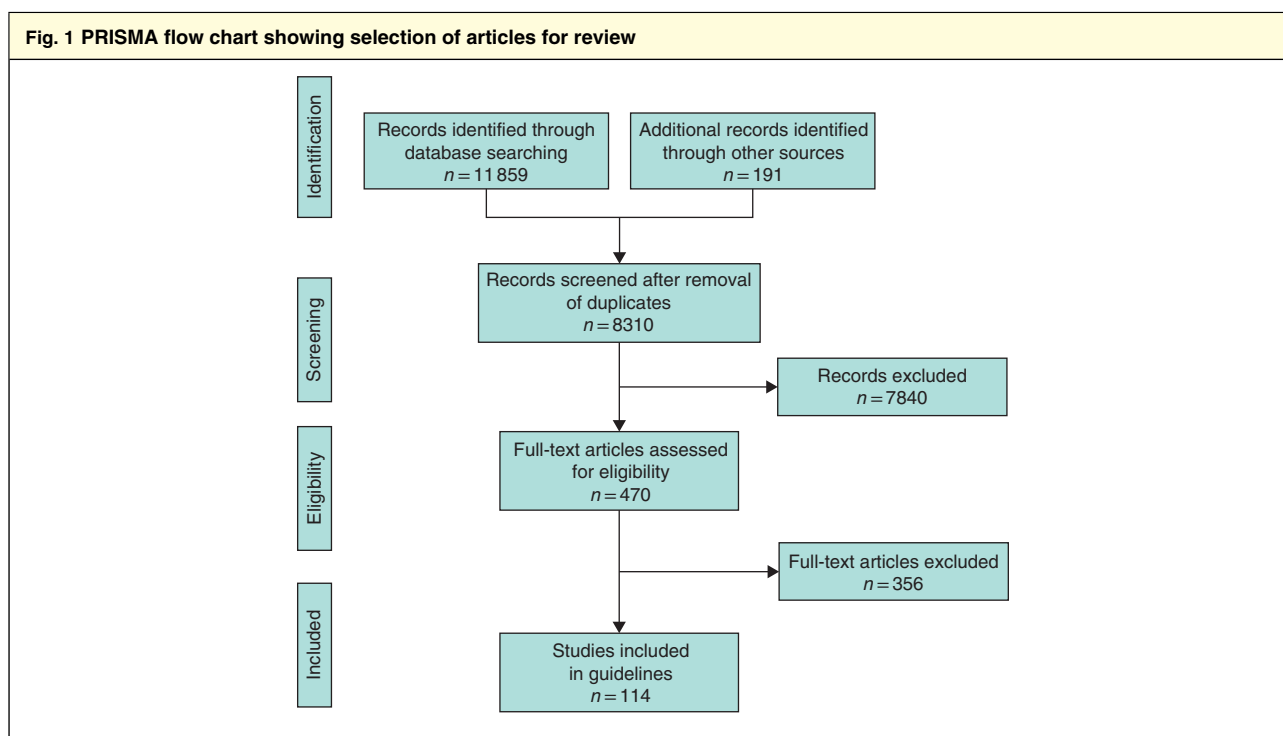 Fig. 1 PRISMA flow chart showing selection of articles for review
Identification
Records identified through
database searching
n = 11 859
Additional records identified
through other sources
n = 191
Screening
Records screened after removal
of duplicates
n = 8310
Records excluded
n = 7840
Eligibility
Full-text articles assessed
for eligibility
n = 470
Full-text articles excluded
n = 356
Included
Studies included
in guidelines
n = 114